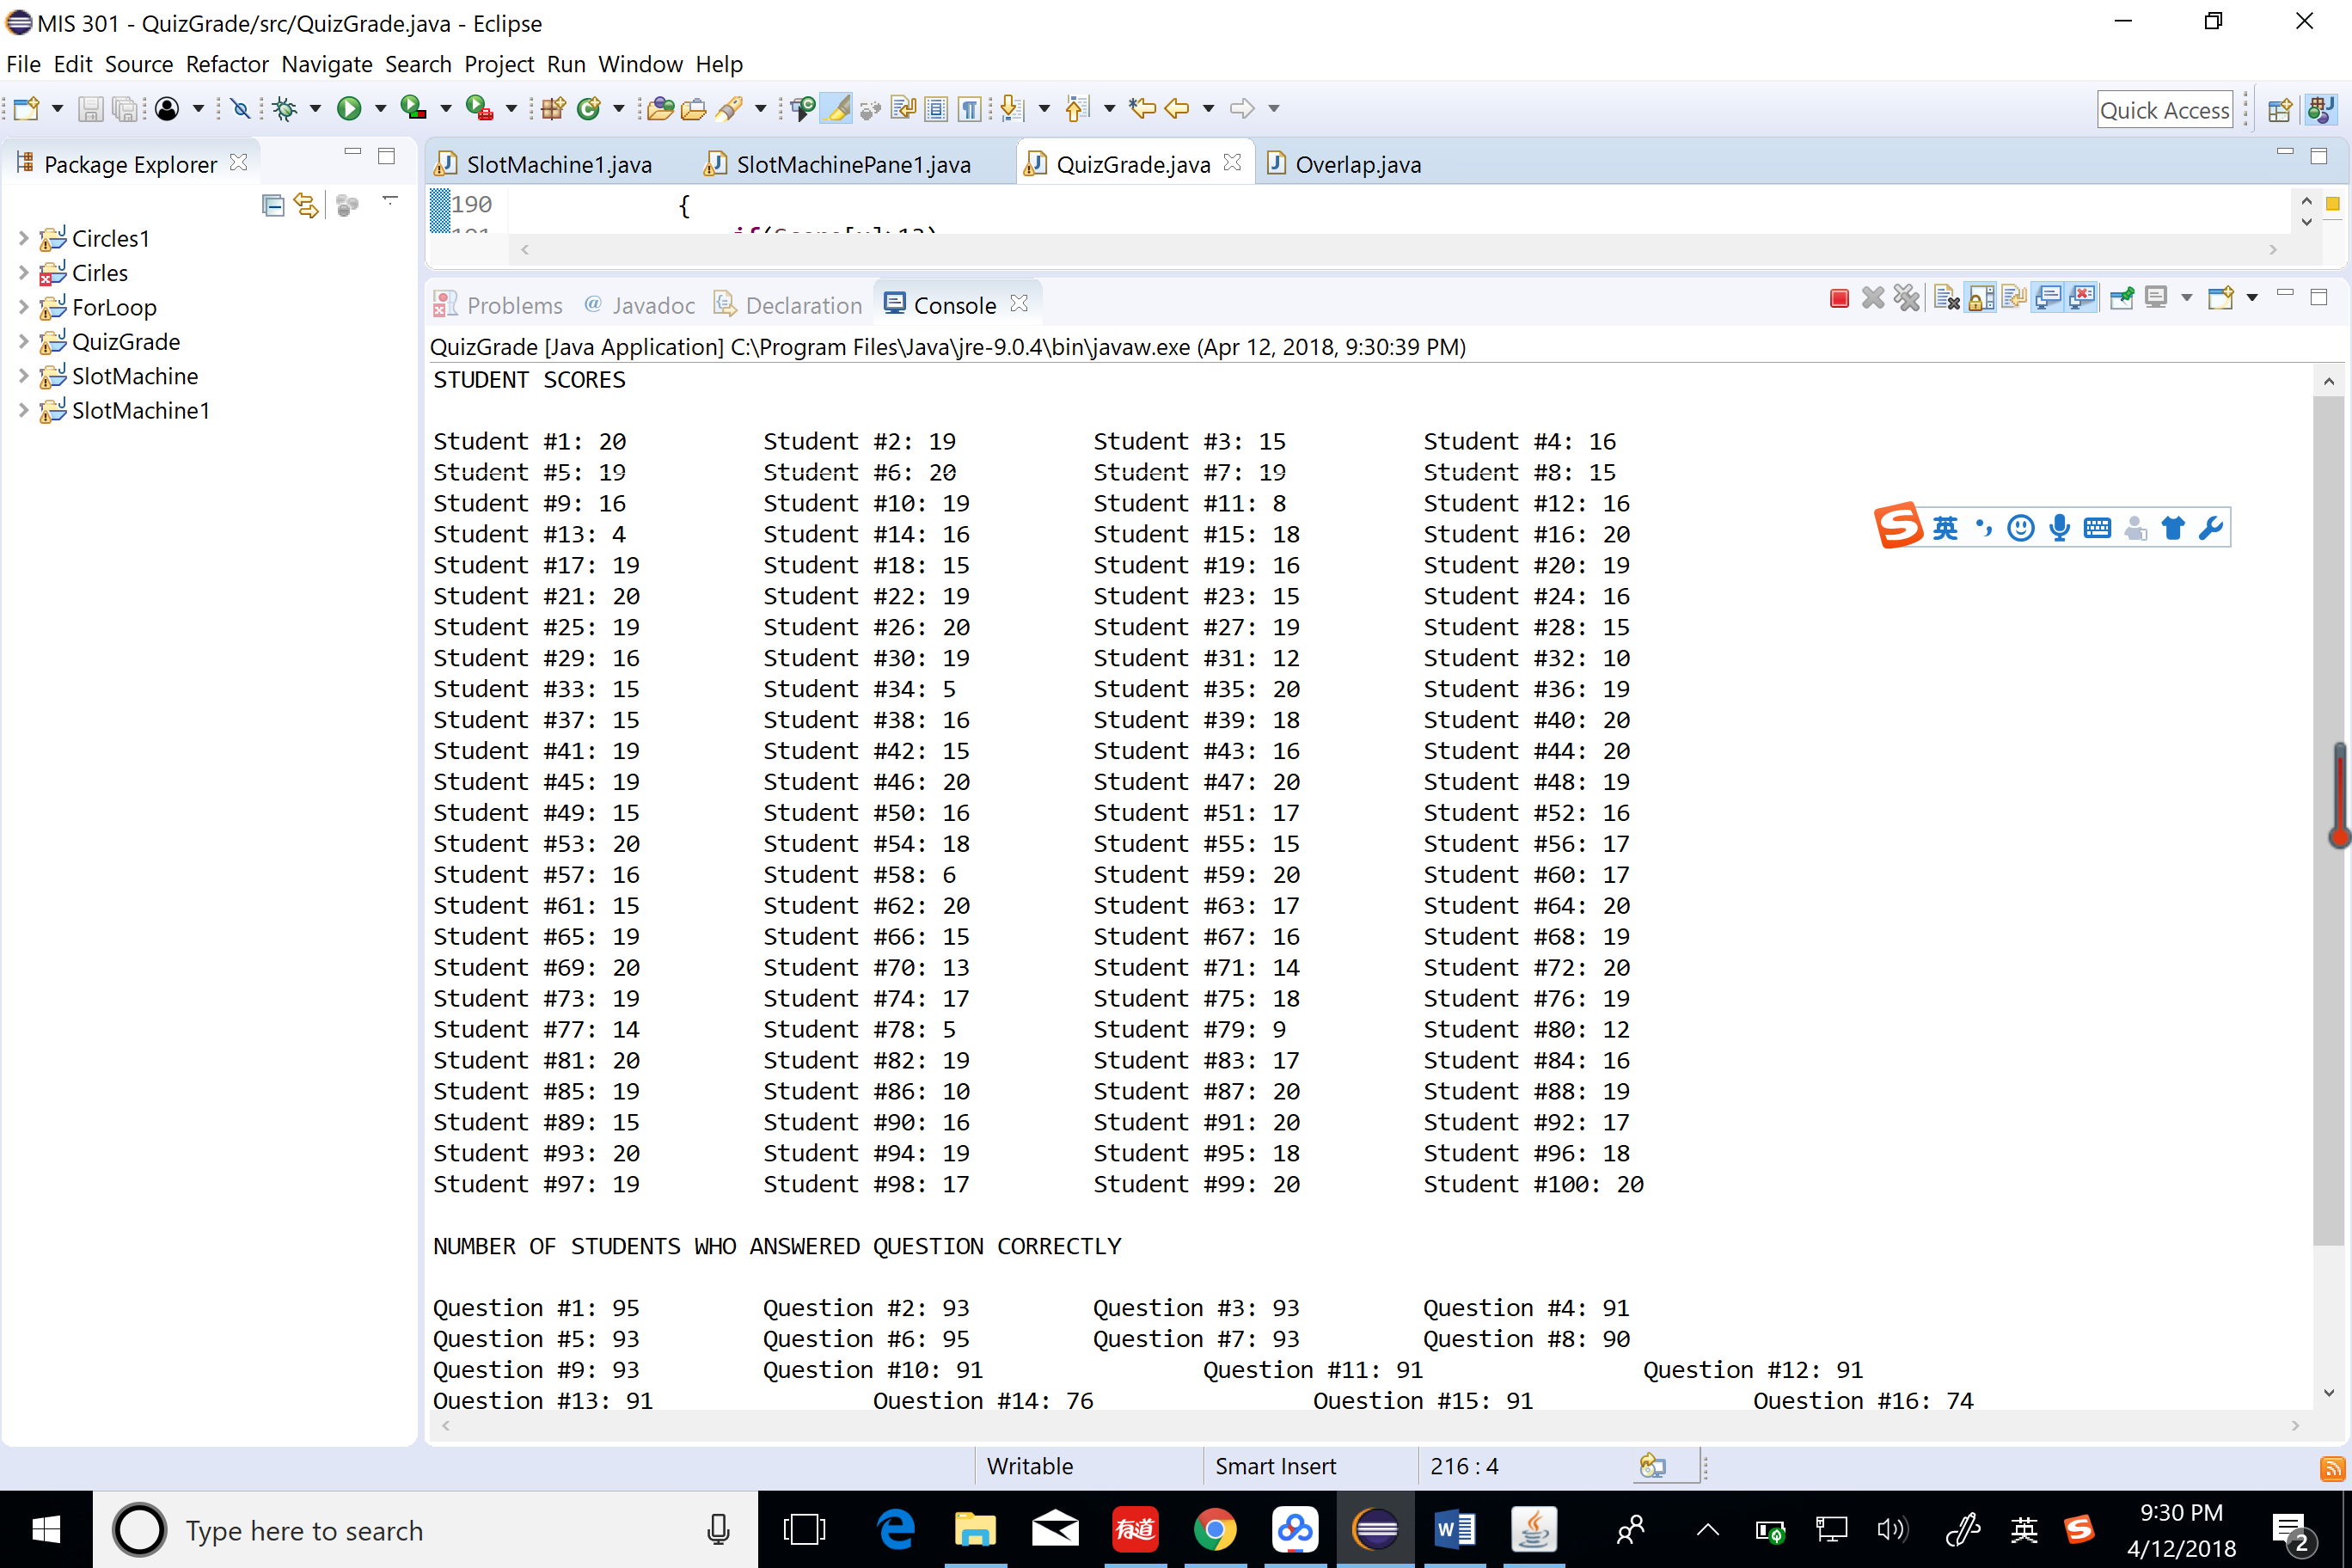 MIS 301 - QuizGrade/src/QuizGrade.java - Eclipse
File Edit Source Refactor Navigate Search Project Run Window Help
Quick Access
Package Explorer
Circles1
Cirles
ForLoop
QuizGrade
SlotMachine
SlotMachine1
SlotMachine1.java SlotMachinePane1.java QuizGrade.java Overlap.java
190 {
Problems @ Javadoc Declaration Console
QuizGrade [Java Application] C:\Program Files\Java\jre-9.0.4\bin\javaw.exe (Apr 12, 2018, 9:30:39 PM)
STUDENT SCORES
Student #1: 20 Student #2: 19 Student #3: 15 Student #4: 16
Student #5: 19 Student #6: 20 Student #7: 19 Student #8: 15
Student #9: 16 Student #10: 19 Student #11: 8 Student #12: 16
Student #13: 4 Student #14: 16 Student #15: 18 Student #16: 20
Student #17: 19 Student #18: 15 Student #19: 16 Student #20: 19
Student #21: 20 Student #22: 19 Student #23: 15 Student #24: 16
Student #25: 19 Student #26: 20 Student #27: 19 Student #28: 15
Student #29: 16 Student #30: 19 Student #31: 12 Student #32: 10
Student #33: 15 Student #34: 5 Student #35: 20 Student #36: 19
Student #37: 15 Student #38: 16 Student #39: 18 Student #40: 20
Student #41: 19 Student #42: 15 Student #43: 16 Student #44: 20
Student #45: 19 Student #46: 20 Student #47: 20 Student #48: 19
Student #49: 15 Student #50: 16 Student #51: 17 Student #52: 16
Student #53: 20 Student #54: 18 Student #55: 15 Student #56: 17
Student #57: 16 Student #58: 6 Student #59: 20 Student #60: 17
Student #61: 15 Student #62: 20 Student #63: 17 Student #64: 20
Student #65: 19 Student #66: 15 Student #67: 16 Student #68: 19
Student #69: 20 Student #70: 13 Student #71: 14 Student #72: 20
Student #73: 19 Student #74: 17 Student #75: 18 Student #76: 19
Student #77: 14 Student #78: 5 Student #79: 9 Student #80: 12
Student #81: 20 Student #82: 19 Student #83: 17 Student #84: 16
Student #85: 19 Student #86: 10 Student #87: 20 Student #88: 19
Student #89: 15 Student #90: 16 Student #91: 20 Student #92: 17
Student #93: 20 Student #94: 19 Student #95: 18 Student #96: 18
Student #97: 19 Student #98: 17 Student #99: 20 Student #100: 20
NUMBER OF STUDENTS WHO ANSWERED QUESTION CORRECTLY
Question #1: 95 Question #2: 93 Question #3: 93 Question #4: 91
Question #5: 93 Question #6: 95 Question #7: 93 Question #8: 90
Question #9: 93 Question #10: 91 Question #11: 91 Question #12: 91
Question #13: 91 Question #14: 76 Question #15: 91 Question #16: 74
英
Writable Smart Insert 216 : 4
Type here to search
有道
英
9:30 PM
4/12/2018
2